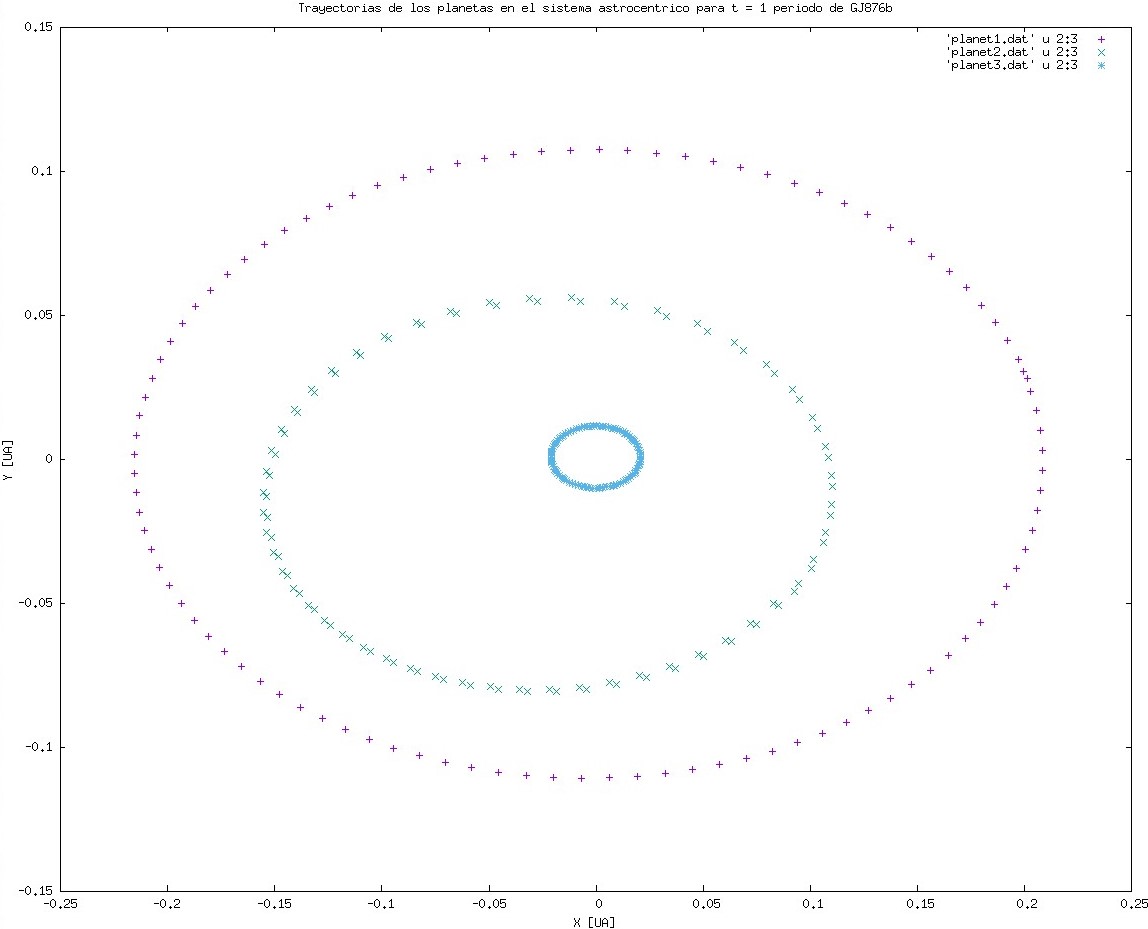 Trayectorias de los planetas en el sistema astrocentrico para t = 1 periodo de GJ876b
'planet1.dat' u 2:3
'planet2.dat' u 2:3
'planet3.dat' u 2:3
0.15
0.1
0.05
0
-0.05
-0.1
-0.15
Y [UA]
-0.25 -0.2 -0.15 -0.1 -0.05 0 0.05 0.1 0.15 0.2 0.25
X [UA]